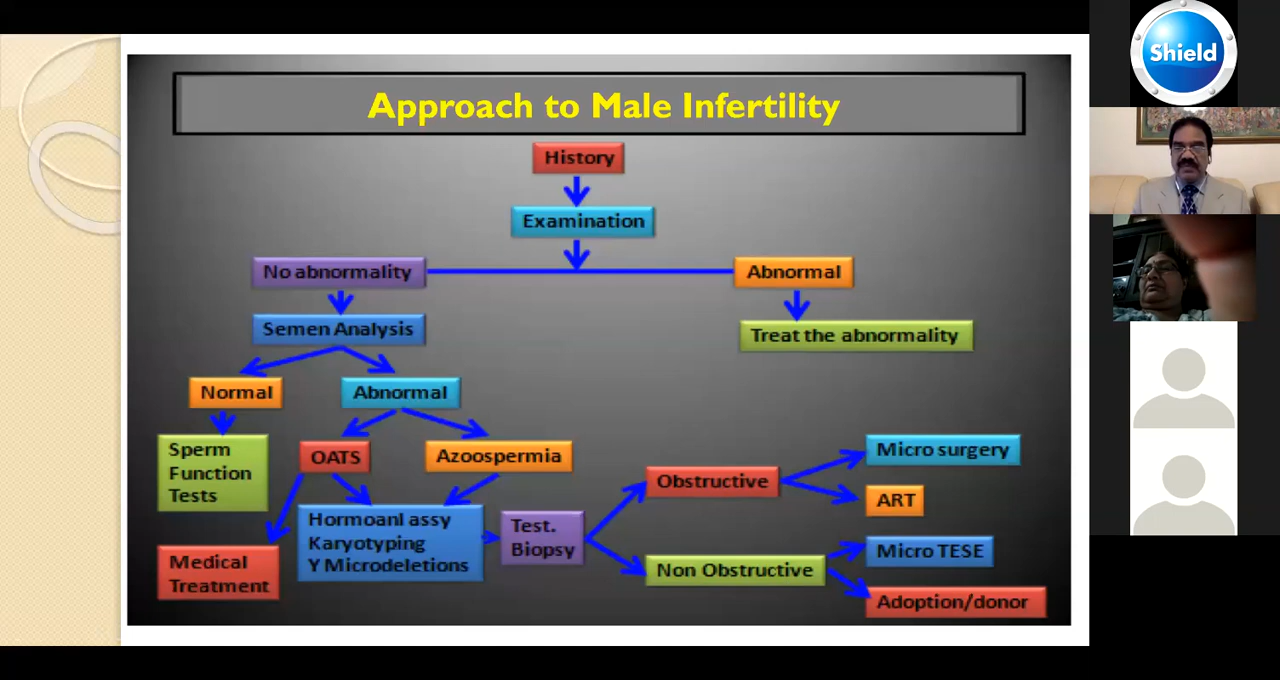 Approach to Male Infertility
Shield
History
Examination
No abnormality
Abnormal
Semen Analysis
Treat the abnormality
Normal
Abnormal
Sperm
Function
Tests
OATS
Azoospermia
Medical
Treatment
Hormoanl assy
Karyotyping
Y Microdeletions
Test.
Biopsy
Obstructive
Non Obstructive
Micro surgery
ART
Micro TESE
Adoption/donor